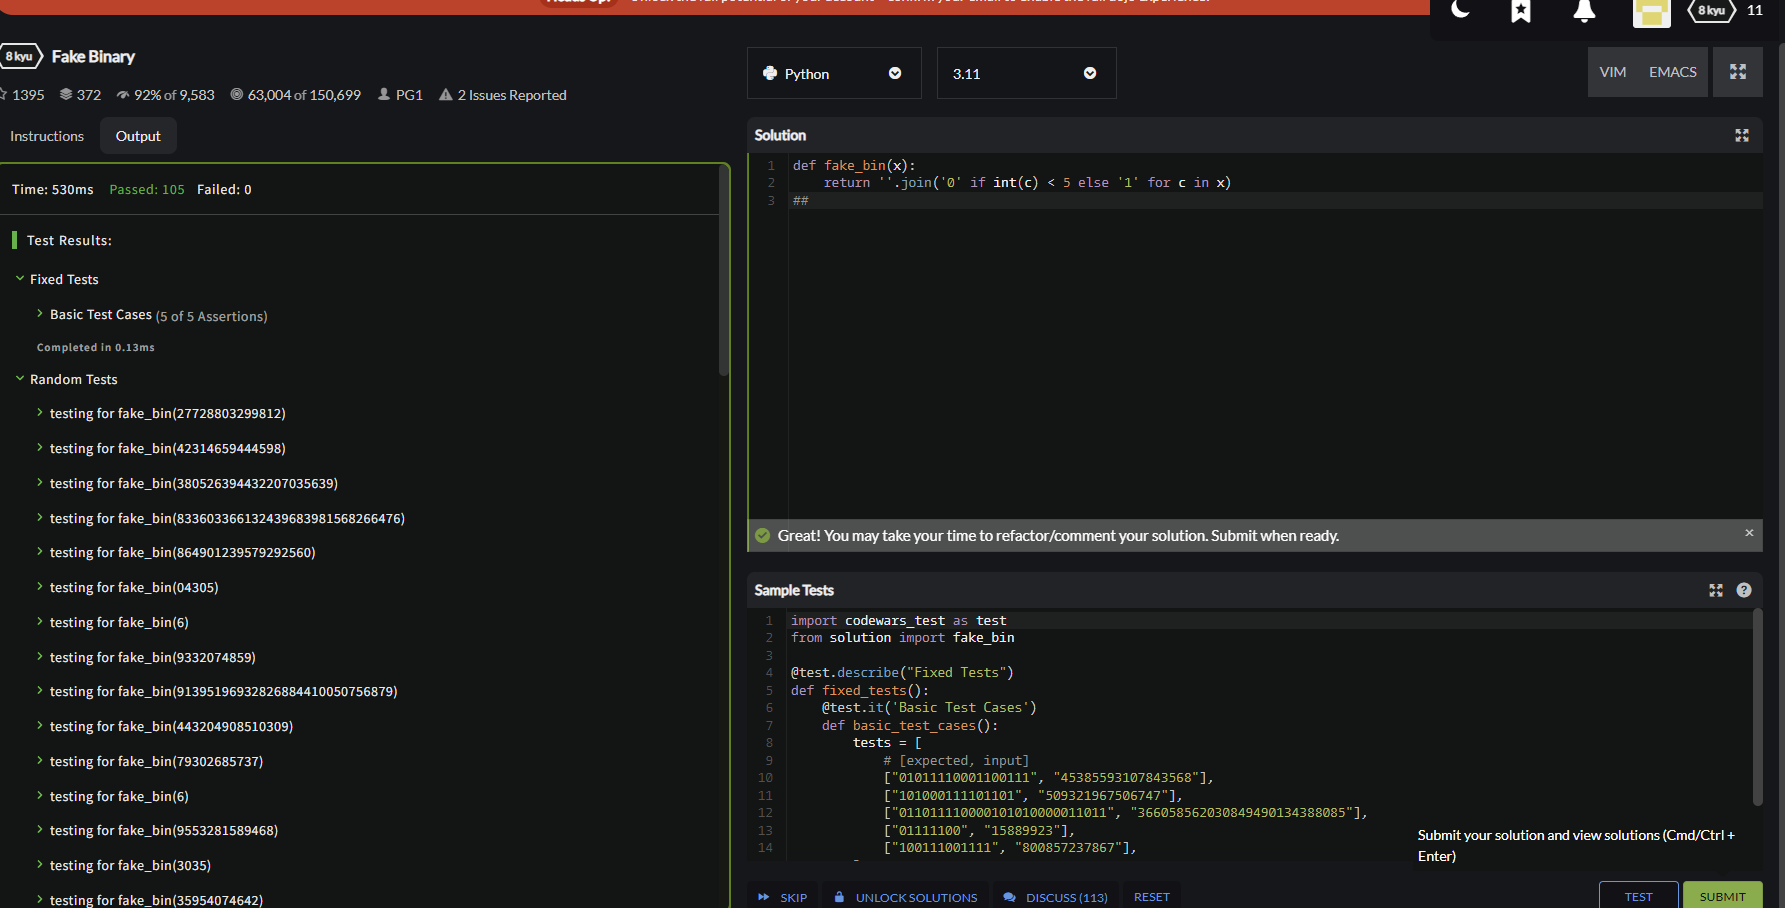 8 kyu 11
8 kyu Fake Binary
1395 372 92% of 9,583 63,004 of 150,699 PG1 2 Issues Reported
Instructions Output
Time: 530ms Passed: 105 Failed: 0
Test Results:
Fixed Tests
Basic Test Cases (5 of 5 Assertions)
Completed in 0.13ms
Random Tests
testing for fake_bin(27728803299812)
testing for fake_bin(42314659444598)
testing for fake_bin(380526394432207035639)
testing for fake_bin(833603366132439683981568266476)
testing for fake_bin(864901239579292560)
testing for fake_bin(04305)
testing for fake_bin(6)
testing for fake_bin(9332074859)
testing for fake_bin(91395196932826884410050756879)
testing for fake_bin(443204908510309)
testing for fake_bin(79302685737)
testing for fake_bin(6)
testing for fake_bin(9553281589468)
testing for fake_bin(3035)
testing for fake_bin(35954074642)
Python 3.11 VIM EMACS
Solution
1 def fake_bin(x):
2     return ''.join('0' if int(c) < 5 else '1' for c in x)
3 ##
Great! You may take your time to refactor/comment your solution. Submit when ready.
Sample Tests
1 import codewars_test as test
2 from solution import fake_bin
3
4 @test.describe("Fixed Tests")
5 def fixed_tests():
6     @test.it('Basic Test Cases')
7     def basic_test_cases():
8         tests = [
9             # [expected, input]
10             ["01011110001100111", "45385593107843568"],
11             ["101000111101101", "509321967506747"],
12             ["011011110000101010000011011", "366058562030849490134388085"],
13             ["01111100", "15889923"],
14             ["100111001111", "800857237867"],
Submit your solution and view solutions (Cmd/Ctrl +
Enter)
SKIP UNLOCK SOLUTIONS DISCUSS (113) RESET TEST SUBMIT